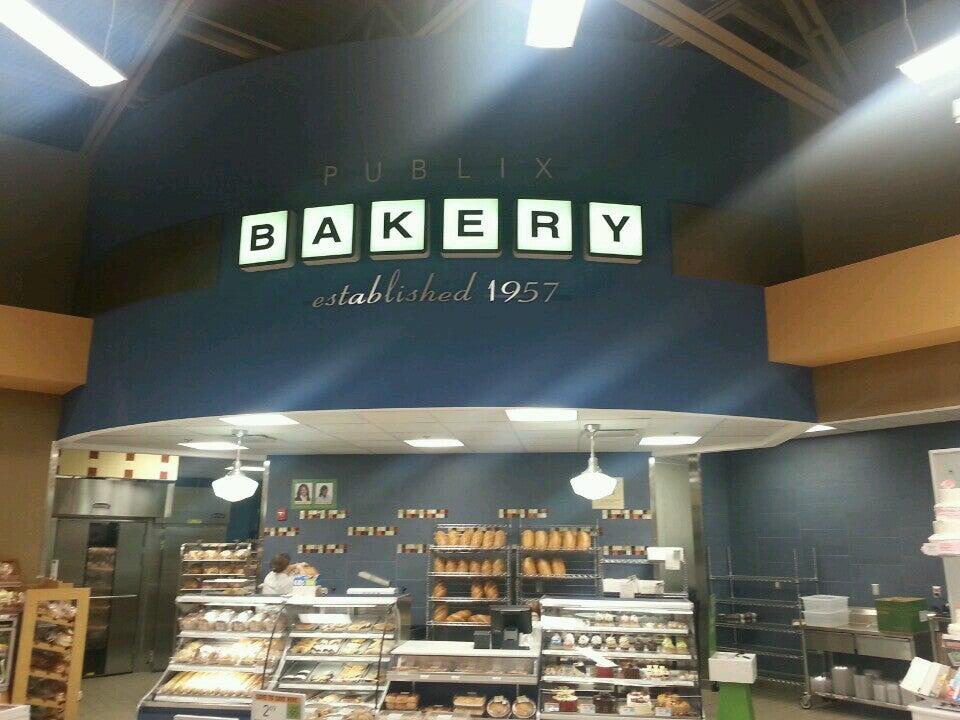 PUBLIX
BAKERY
established 1957